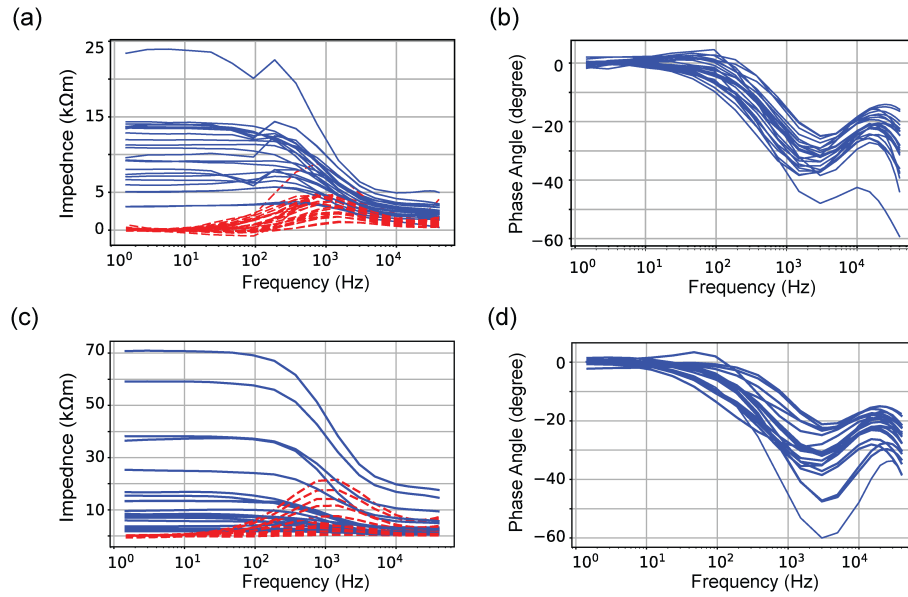 (a)
Impednce (kΩm)
25
15
5
0
10⁰ 10¹ 10² 10³ 10⁴
Frequency (Hz)
(b)
Phase Angle (degree)
0
−20
−40
−60
10⁰ 10¹ 10² 10³ 10⁴
Frequency (Hz)
(c)
Impednce (kΩm)
70
50
30
10
10⁰ 10¹ 10² 10³ 10⁴
Frequency (Hz)
(d)
Phase Angle (degree)
0
−20
−40
−60
10⁰ 10¹ 10² 10³ 10⁴
Frequency (Hz)